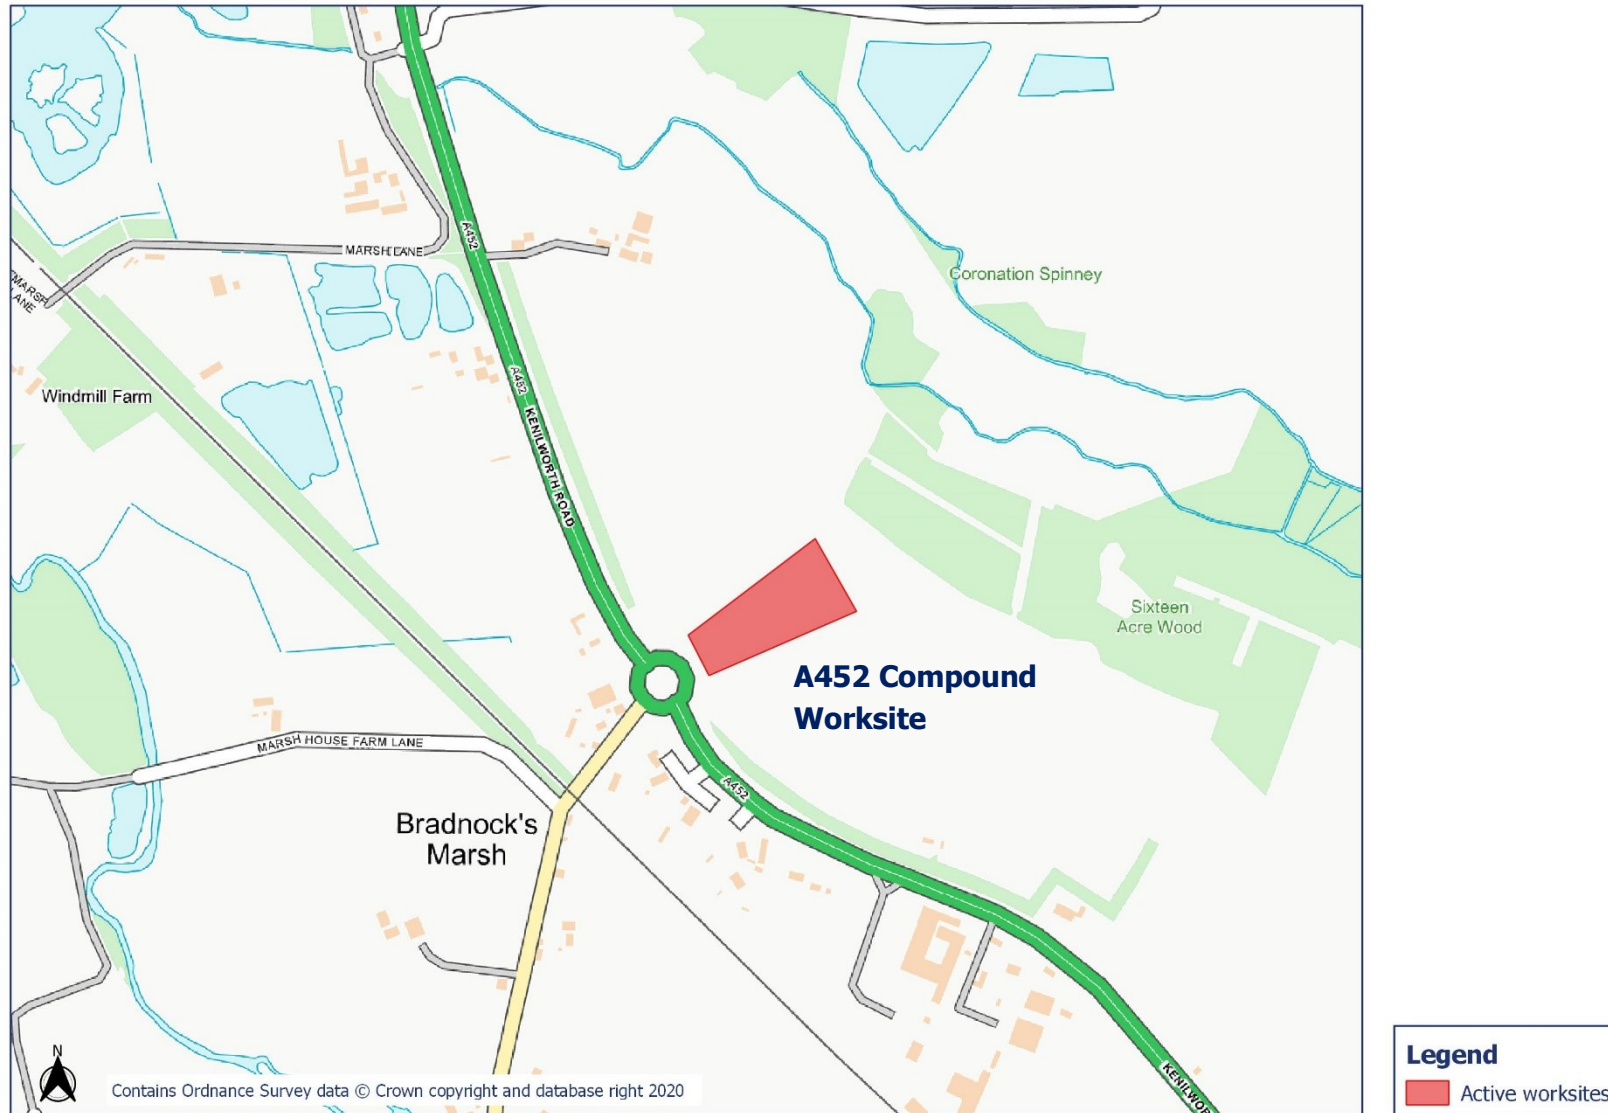 A452
MARSH LANE
Coronation Spinney
MARSH
LANE
A452
Windmill Farm
KENILWORTH ROAD
Sixteen
Acre Wood
A452 Compound
Worksite
MARSH HOUSE FARM LANE
A452
Bradnock's
Marsh
KENILWOR
N
Contains Ordnance Survey data © Crown copyright and database right 2020
Legend
Active worksites